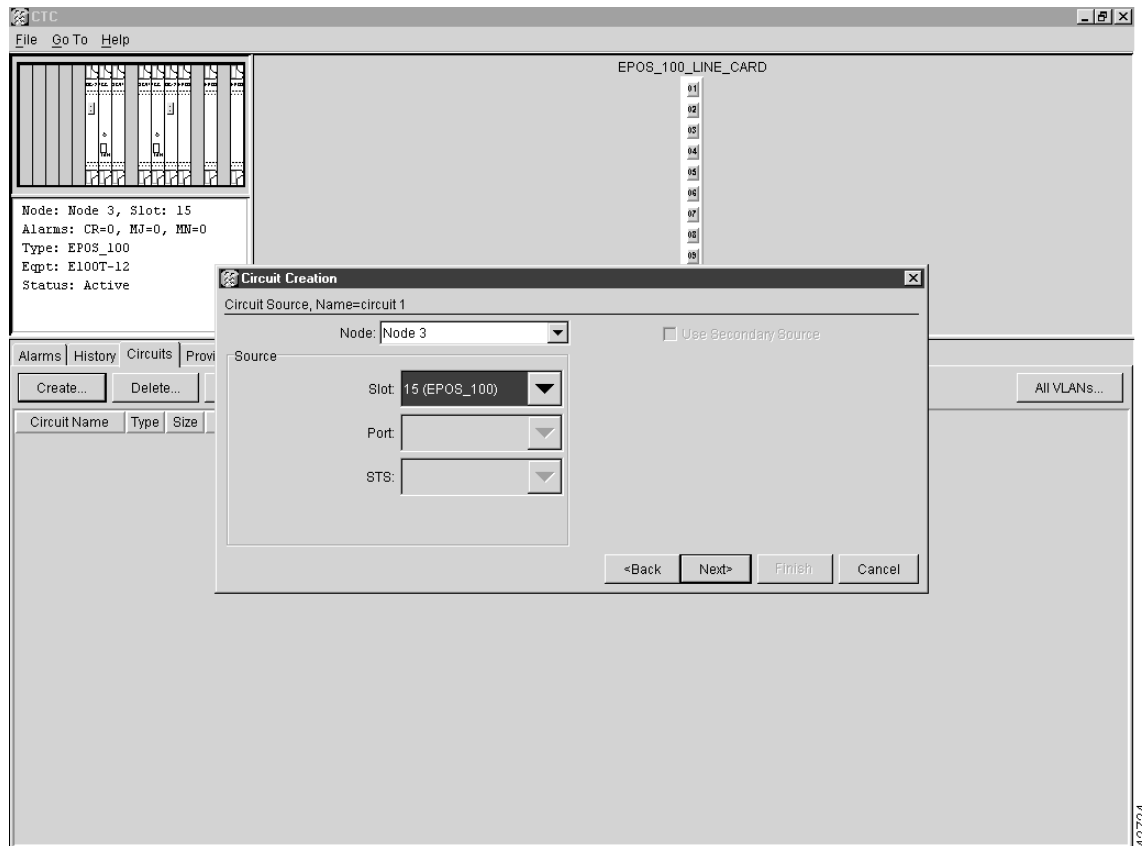 CTC
File Go To Help
EPOS_100_LINE_CARD
01
02
03
04
05
06
07
08
09
Node: Node 3, Slot: 15
Alarms: CR=0, MJ=0, MN=0
Type: EPOS_100
Eqpt: E100T-12
Status: Active
Circuit Creation
Circuit Source, Name=circuit 1
Node: Node 3
Use Secondary Source
Source
Slot: 15 (EPOS_100)
Port:
STS:
<Back Next> Finish Cancel
Alarms History Circuits Provi
Create... Delete... All VLANs...
Circuit Name Type Size